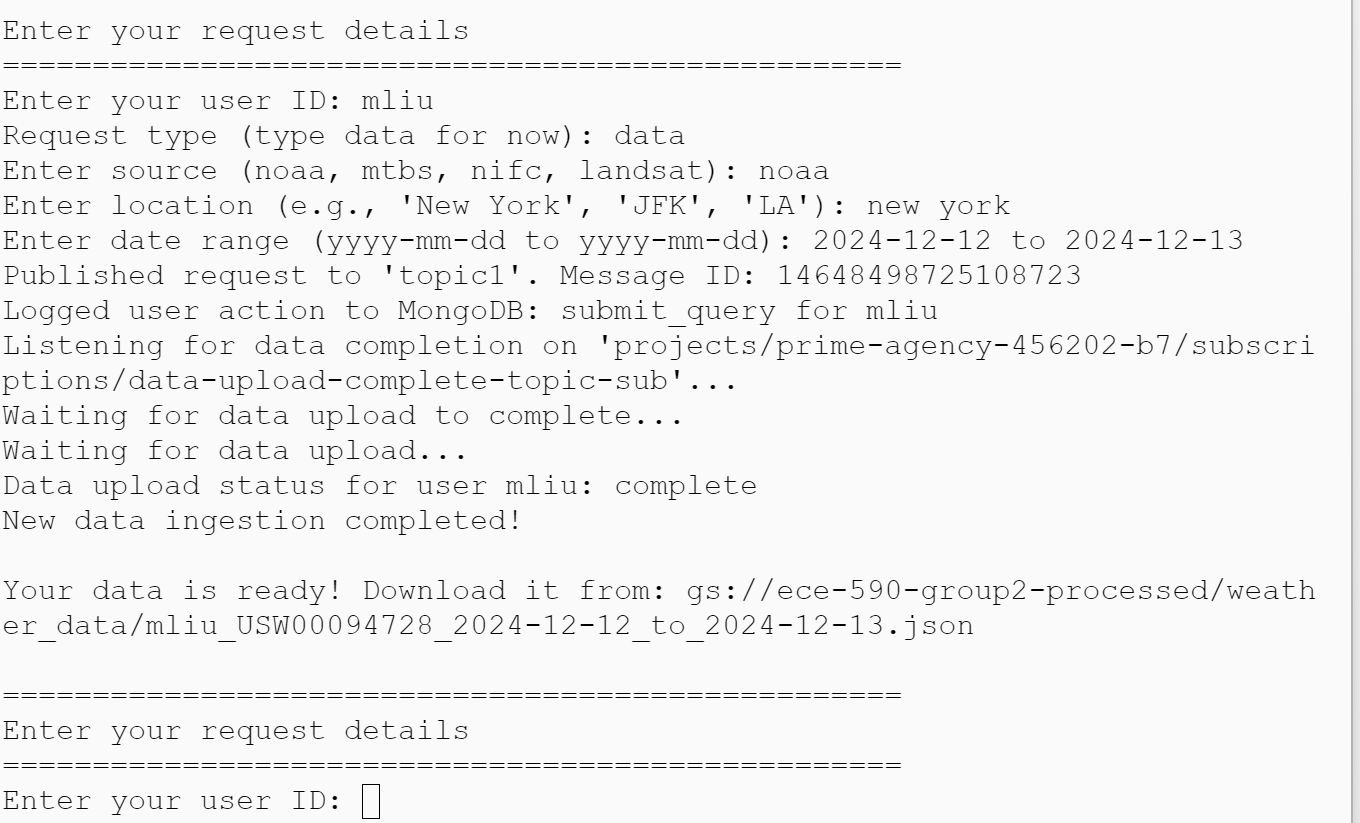 Enter your request details
==================================================
Enter your user ID: mliu
Request type (type data for now): data
Enter source (noaa, mtbs, nifc, landsat): noaa
Enter location (e.g., 'New York', 'JFK', 'LA'): new york
Enter date range (yyyy-mm-dd to yyyy-mm-dd): 2024-12-12 to 2024-12-13
Published request to 'topic1'. Message ID: 14648498725108723
Logged user action to MongoDB: submit_query for mliu
Listening for data completion on 'projects/prime-agency-456202-b7/subscri
ptions/data-upload-complete-topic-sub'...
Waiting for data upload to complete...
Waiting for data upload...
Data upload status for user mliu: complete
New data ingestion completed!
Your data is ready! Download it from: gs://ece-590-group2-processed/weath
er_data/mliu_USW00094728_2024-12-12_to_2024-12-13.json
==================================================
Enter your request details
==================================================
Enter your user ID: